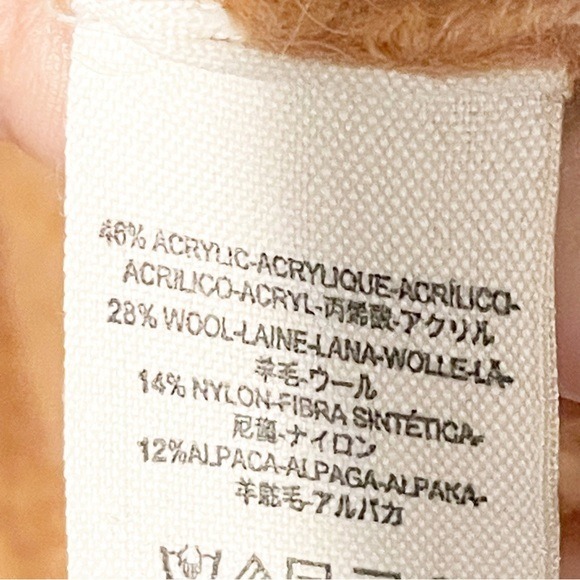 46% ACRYLIC-ACRYLIQUE-ACRÍLICO-
ACRILICO-ACRYL-丙烯酸-アクリル
28% WOOL-LAINE-LANA-WOLLE-LÃ-
羊毛-ウール
14% NYLON-FIBRA SINTÉTICA-
尼龍-ナイロン
12%ALPACA-ALPAGA-ALPAKA-
羊駝毛-アルパカ